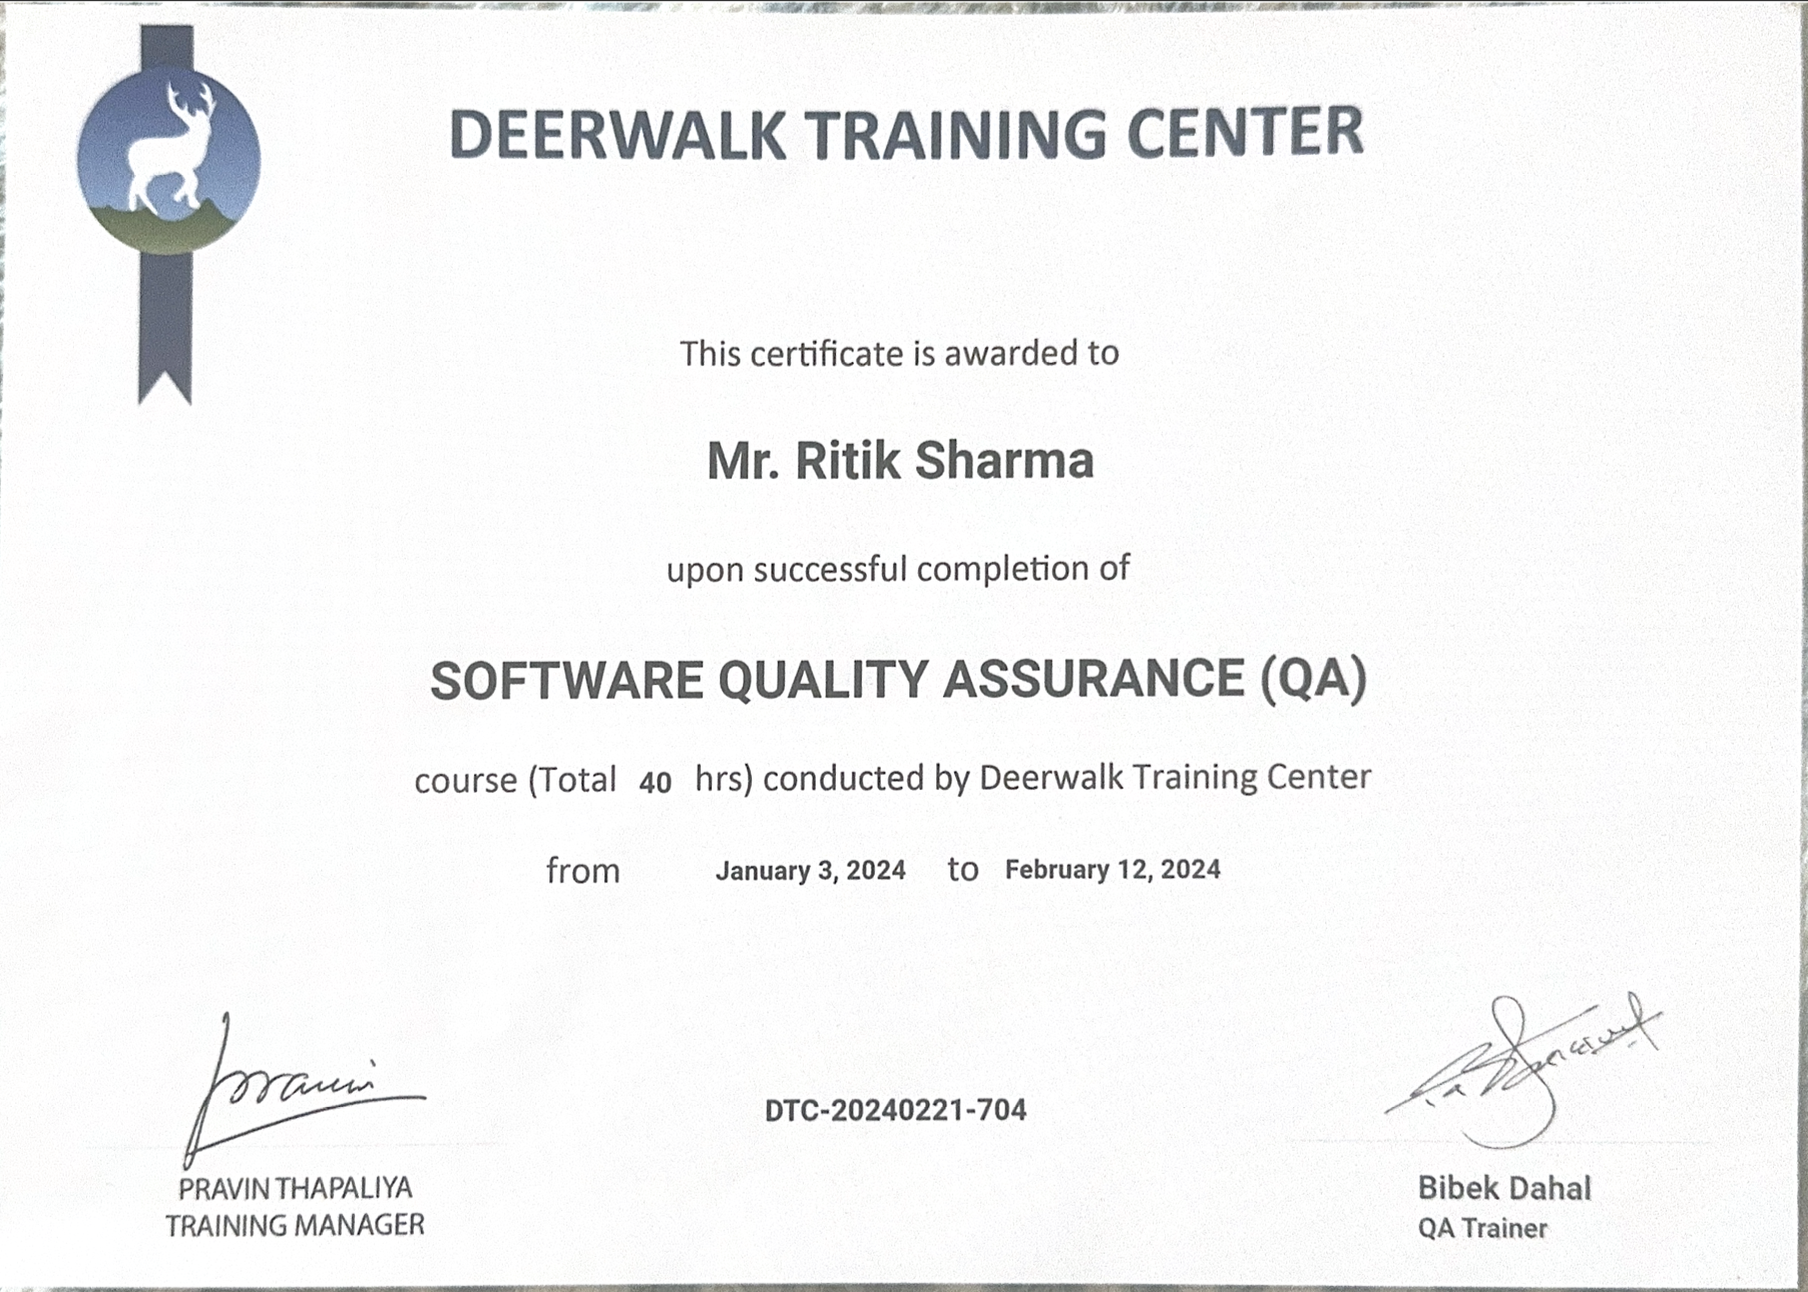 DEERWALK TRAINING CENTER
This certificate is awarded to
Mr. Ritik Sharma
upon successful completion of
SOFTWARE QUALITY ASSURANCE (QA)
course (Total 40 hrs) conducted by Deerwalk Training Center
from January 3, 2024 to February 12, 2024
Pravin
DTC-20240221-704
PRAVIN THAPALIYA
TRAINING MANAGER
Bibek Dahal
QA Trainer